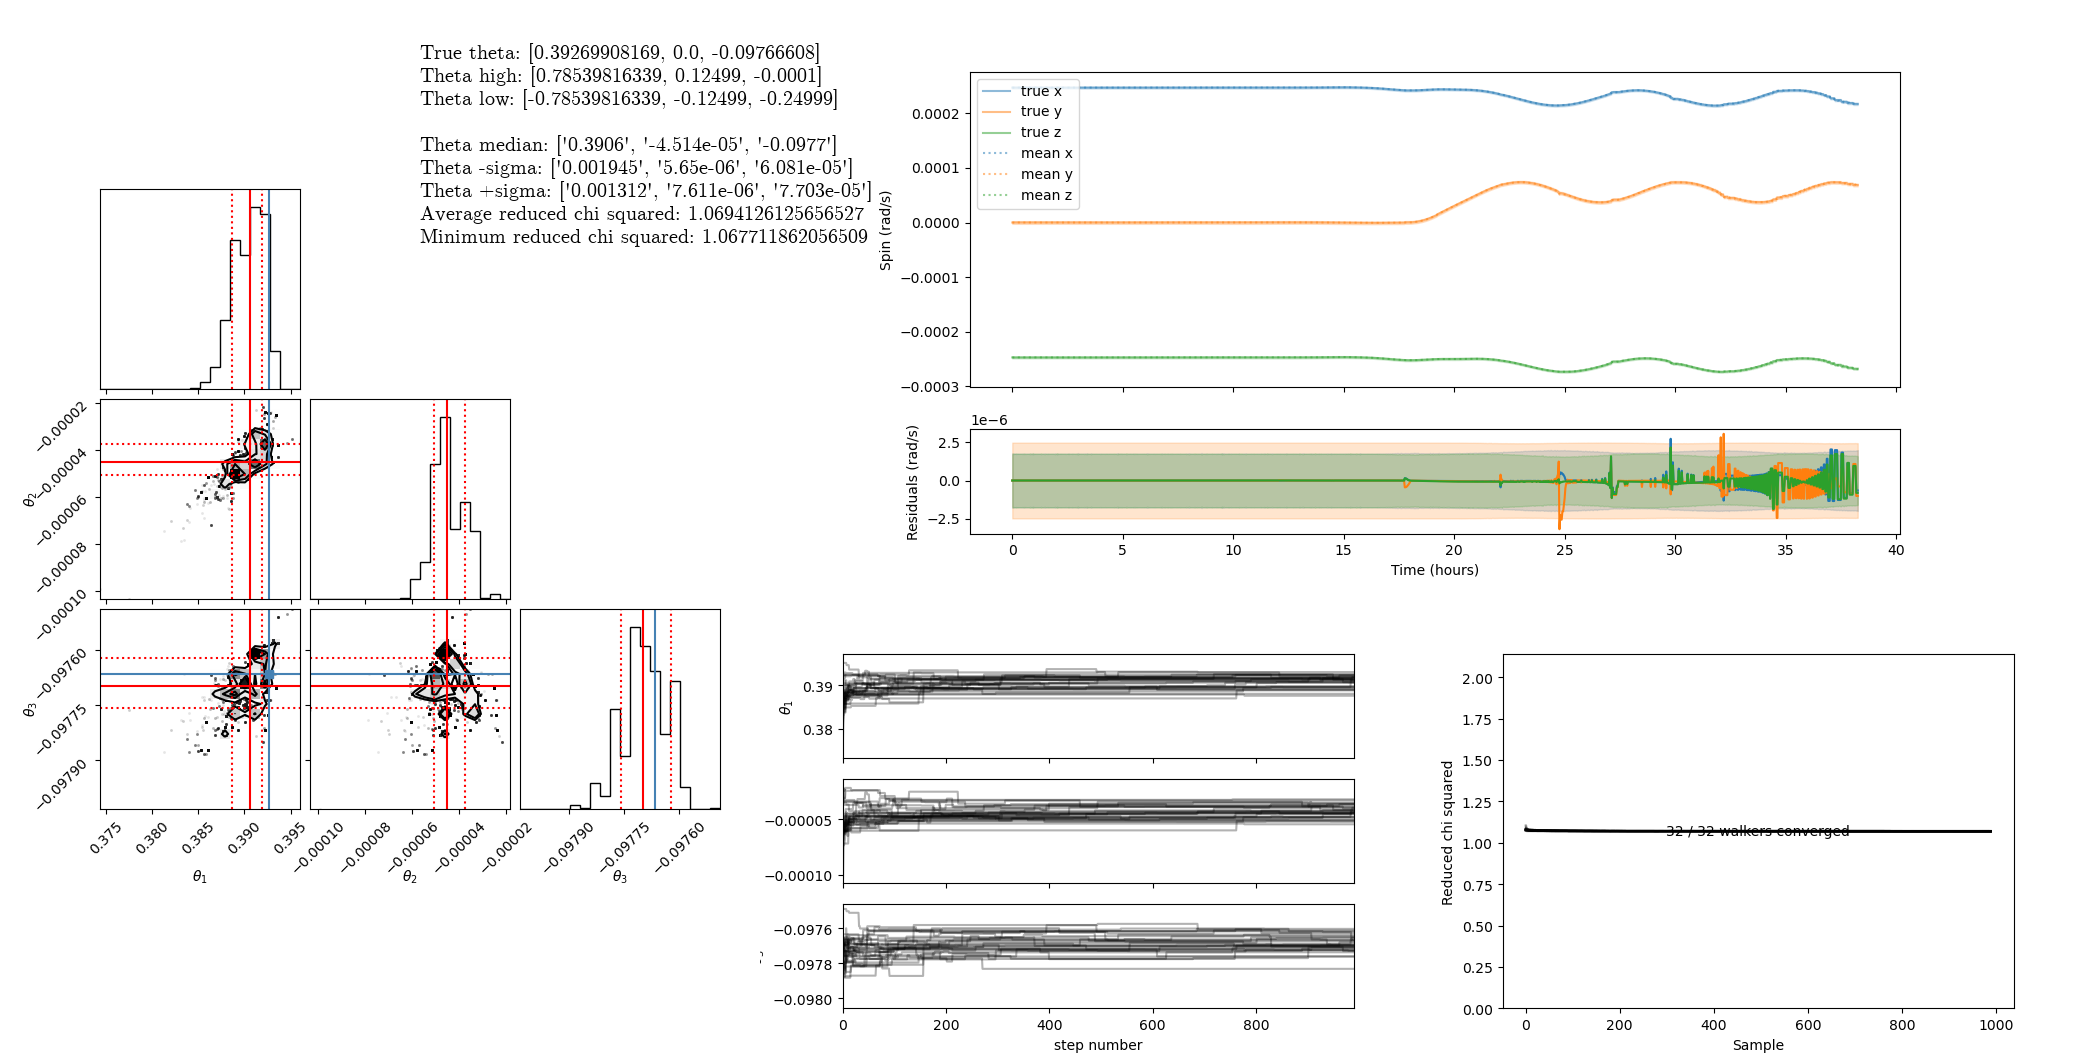 True theta: [0.39269908169, 0.0, -0.09766608]
Theta high: [0.78539816339, 0.12499, -0.0001]
Theta low: [-0.78539816339, -0.12499, -0.24999]
Theta median: ['0.3906', '-4.514e-05', '-0.0977']
Theta -sigma: ['0.001945', '5.65e-06', '6.081e-05']
Theta +sigma: ['0.001312', '7.611e-06', '7.703e-05']
Average reduced chi squared: 1.0694126125656527
Minimum reduced chi squared: 1.067711862056509
−0.00002
−0.00004
−0.00006
−0.00008
−0.00010
θ2
−0.09760
−0.09775
−0.09790
θ3
0.375
0.380
0.385
0.390
0.395
θ1
−0.00010
−0.00008
−0.00006
−0.00004
−0.00002
θ2
−0.09790
−0.09775
−0.09760
θ3
true x
true y
true z
mean x
mean y
mean z
0.0002
0.0001
0.0000
−0.0001
−0.0002
−0.0003
Spin (rad/s)
1e−6
2.5
0.0
−2.5
Residuals (rad/s)
0
5
10
15
20
25
30
35
40
Time (hours)
0.39
0.38
θ1
−0.00005
−0.00010
−0.0976
−0.0978
−0.0980
0
200
400
600
800
step number
2.00
1.75
1.50
1.25
1.00
0.75
0.50
0.25
0.00
Reduced chi squared
32 / 32 walkers converged
0
200
400
600
800
1000
Sample